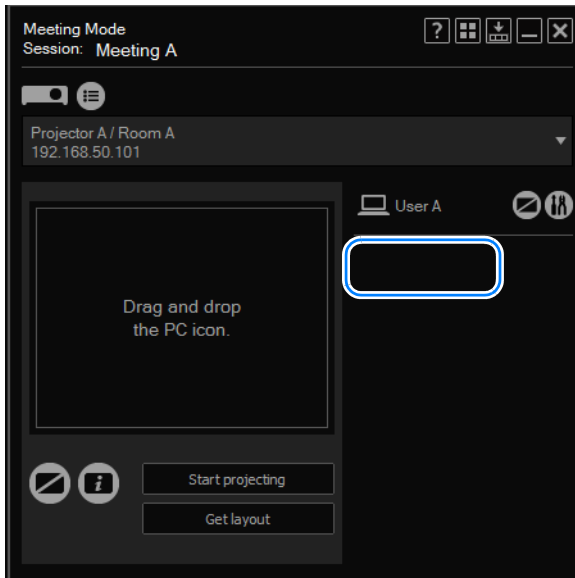 Meeting Mode
Session: Meeting A
Projector A / Room A
192.168.50.101
User A
Drag and drop
the PC icon.
Start projecting
Get layout